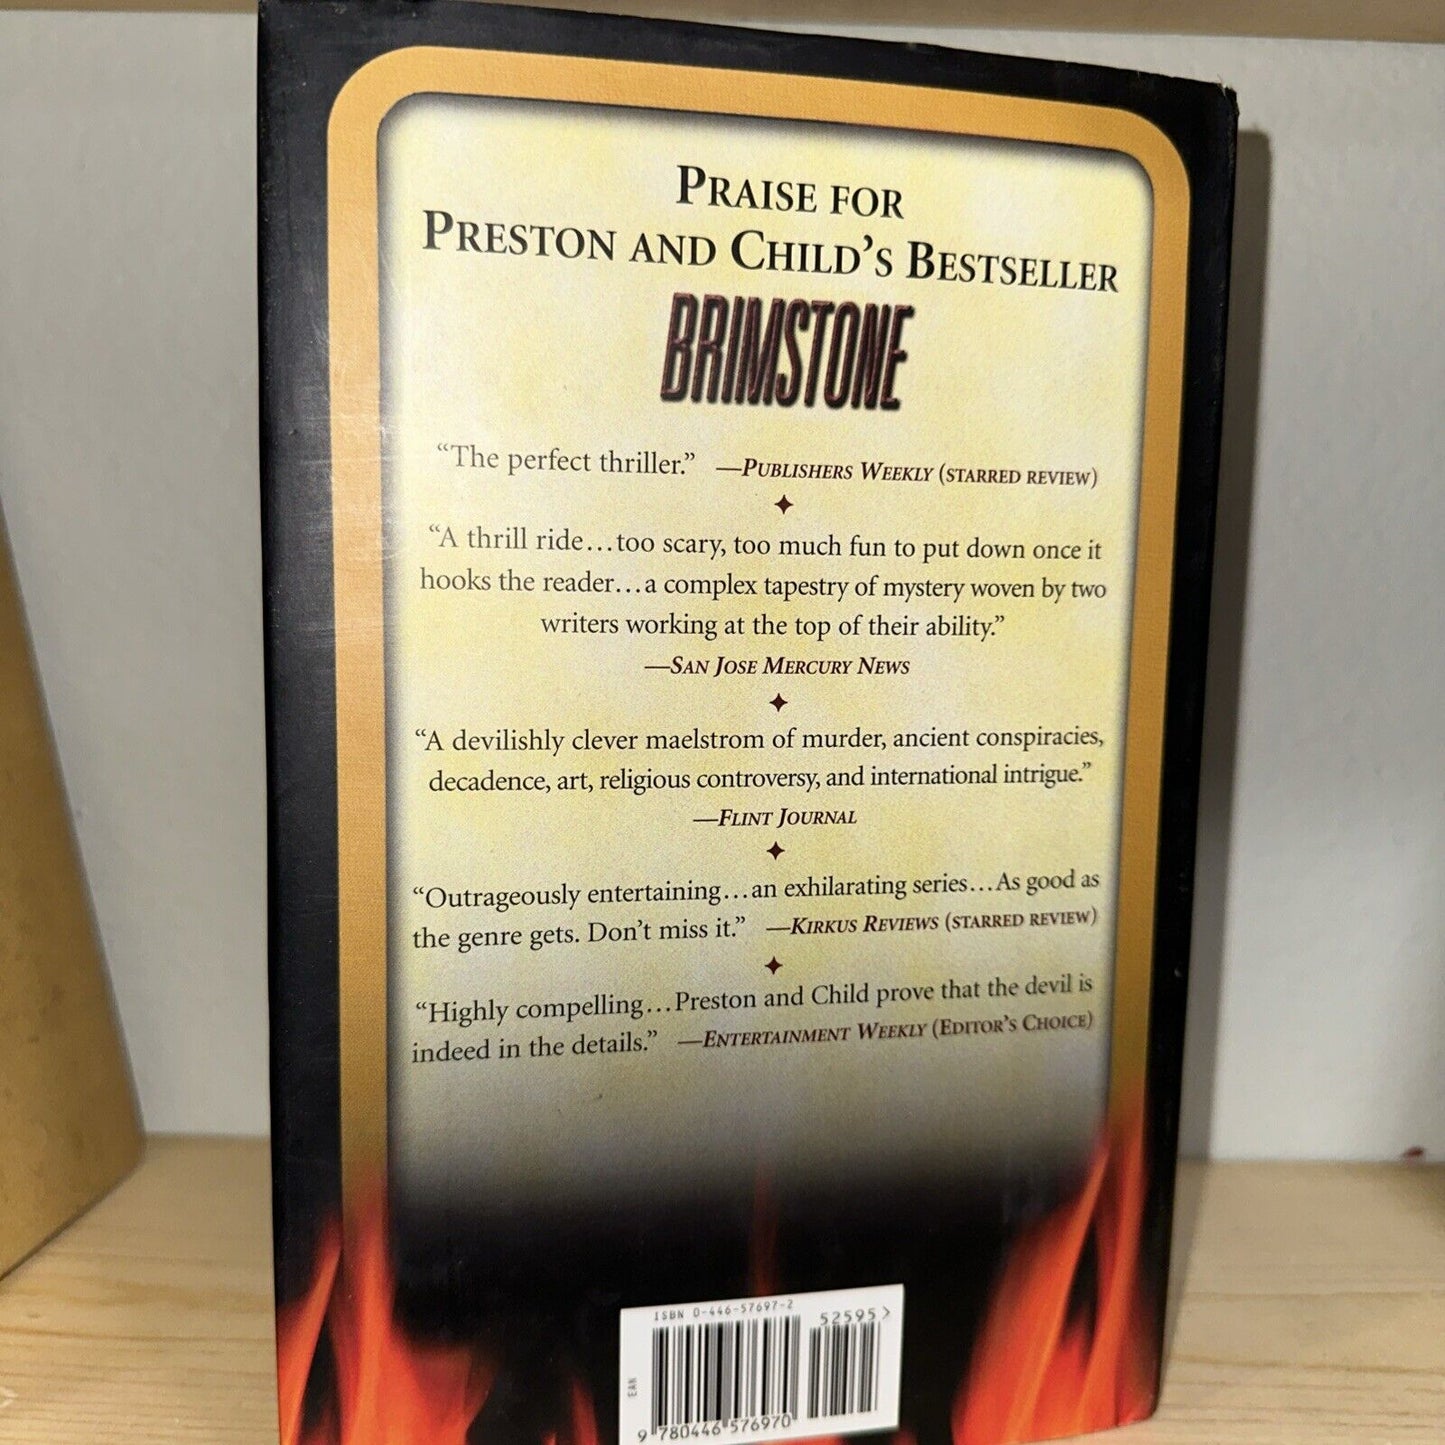 PRAISE FOR
PRESTON AND CHILD'S BESTSELLER
BRIMSTONE
“The perfect thriller.” —PUBLISHERS WEEKLY (STARRED REVIEW)
“A thrill ride…too scary, too much fun to put down once it
hooks the reader…a complex tapestry of mystery woven by two
writers working at the top of their ability.”
—SAN JOSE MERCURY NEWS
“A devilishly clever maelstrom of murder, ancient conspiracies,
decadence, art, religious controversy, and international intrigue.”
—FLINT JOURNAL
“Outrageously entertaining…an exhilarating series…As good as
the genre gets. Don’t miss it.” —KIRKUS REVIEWS (STARRED REVIEW)
“Highly compelling…Preston and Child prove that the devil is
indeed in the details.” —ENTERTAINMENT WEEKLY (EDITOR’S CHOICE)
ISBN 0-446-57697-2
52595>
EAN
9 780446 576970